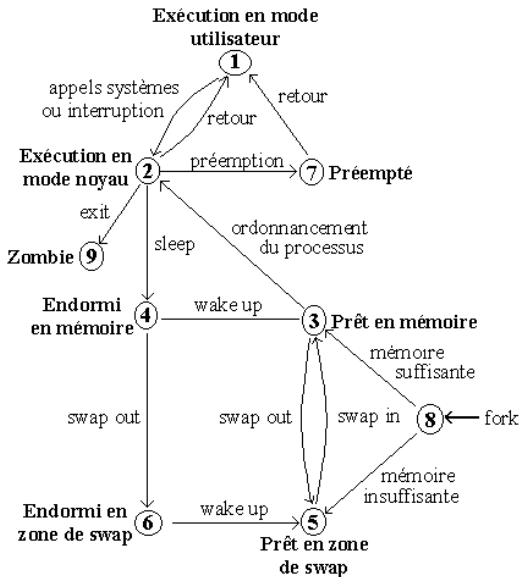 Exécution en mode
utilisateur
1
appels systèmes
ou interruption
retour
retour
Exécution en
mode noyau
2
préemption
7
Préempté
exit
Zombie
9
sleep
ordonnancement
du processus
Endormi
en mémoire
4
wake up
3
Prêt en mémoire
mémoire
suffisante
swap out
swap out
swap in
8
fork
mémoire
insuffisante
Endormi en
zone de swap
6
wake up
5
Prêt en zone
de swap